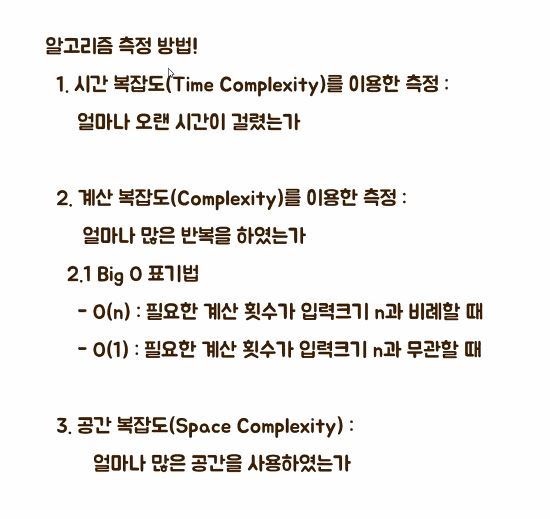 알고리즘 측정 방법!
1. 시간 복잡도(Time Complexity)를 이용한 측정 :
얼마나 오랜 시간이 걸렸는가
2. 계산 복잡도(Complexity)를 이용한 측정 :
얼마나 많은 반복을 하였는가
2.1 Big O 표기법
- O(n) : 필요한 계산 횟수가 입력크기 n과 비례할 때
- O(1) : 필요한 계산 횟수가 입력크기 n과 무관할 때
3. 공간 복잡도(Space Complexity) :
얼마나 많은 공간을 사용하였는가